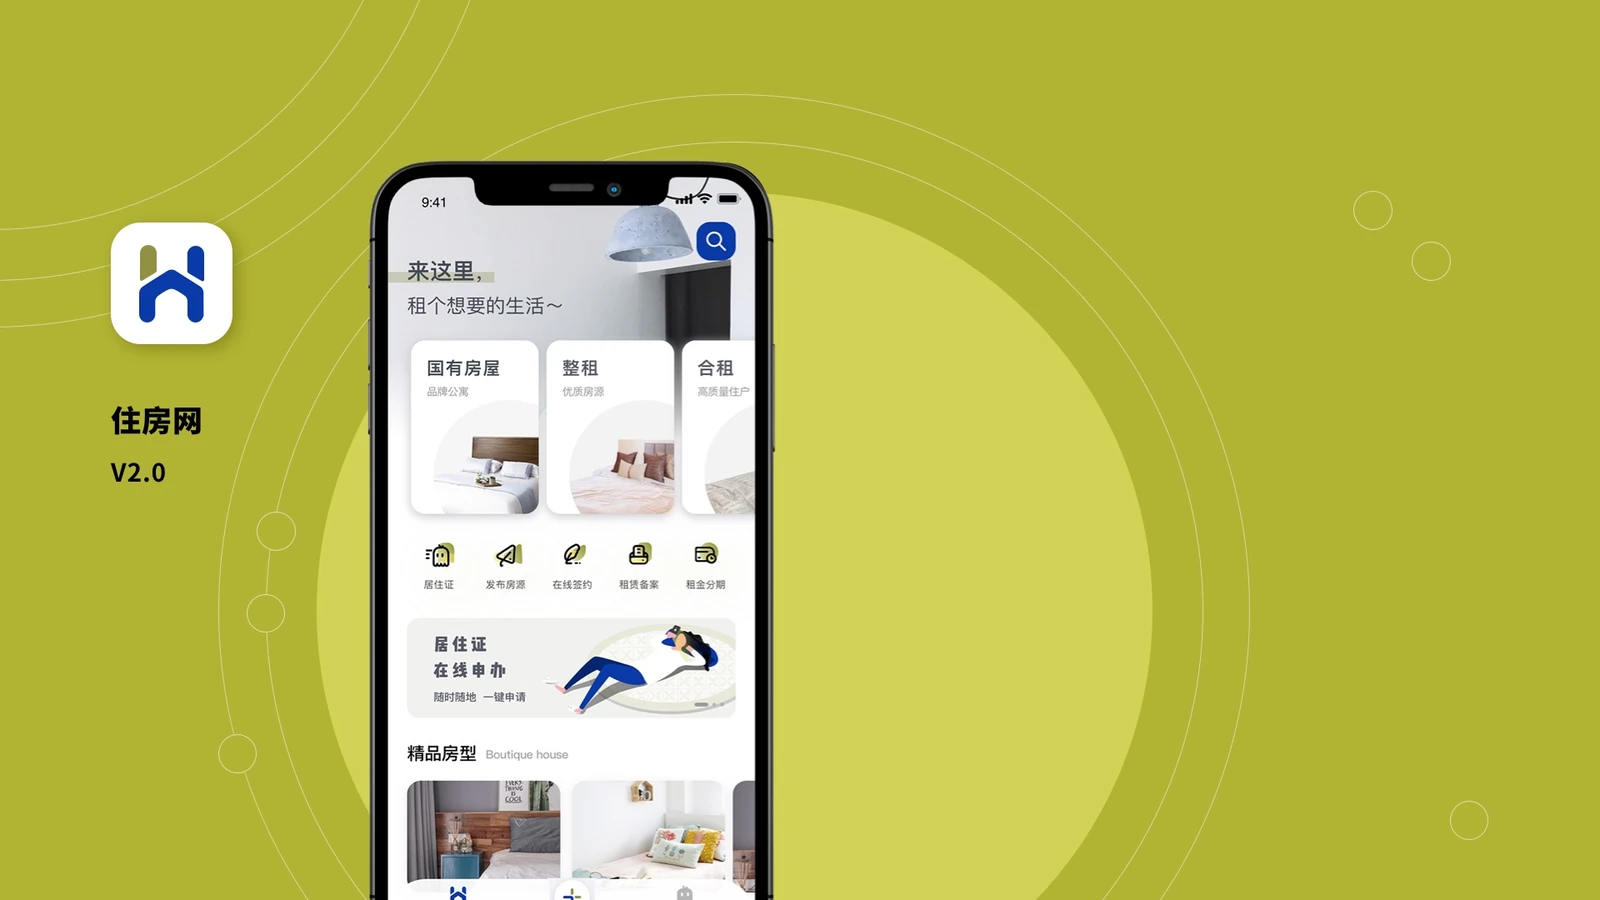 住房网
V2.0
9:41
来这里,
租个想要的生活~
国有房屋
品牌公寓
整租
优质房源
合租
高质量住户
居住证
发布房源
在线签约
租赁备案
租金分期
居住证
在线申办
随时随地 一键申请
精品房型 Boutique house
EVERY
THING
IS
COOL